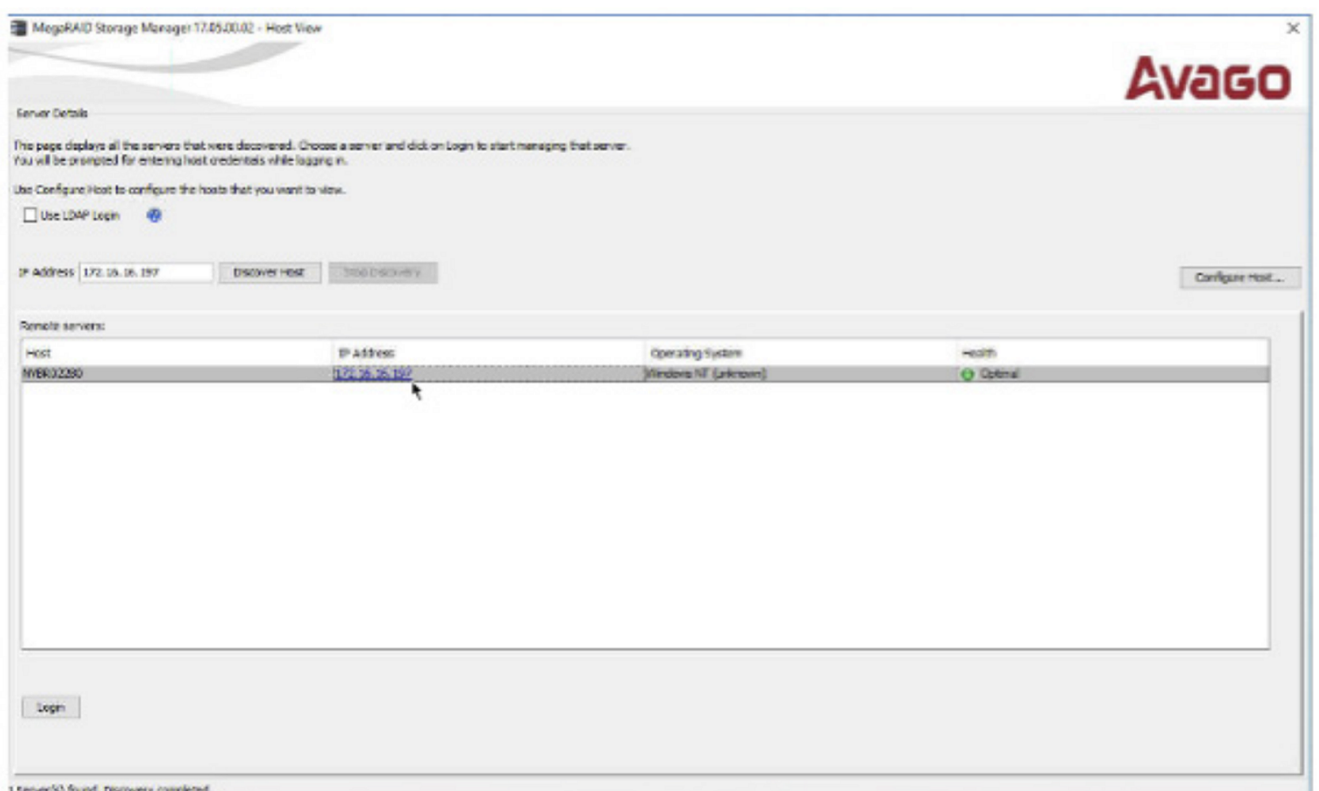 MegaRAID Storage Manager 17.05.00.02 - Host View
Avago
Server Details
The page displays all the servers that were discovered. Choose a server and click on Login to start managing that server.
You will be prompted for entering host credentials while logging in.
Use Configure Host to configure the hosts that you want to view.
Use LDAP Login
IP Address 172.16.16.197 Discover Host Stop Discovery Configure Host...
Remote servers:
Host IP Address Operating System Health
172.16.16.197 Windows NT (unknown) Optimal
Login
Server(s) found. Discovery completed